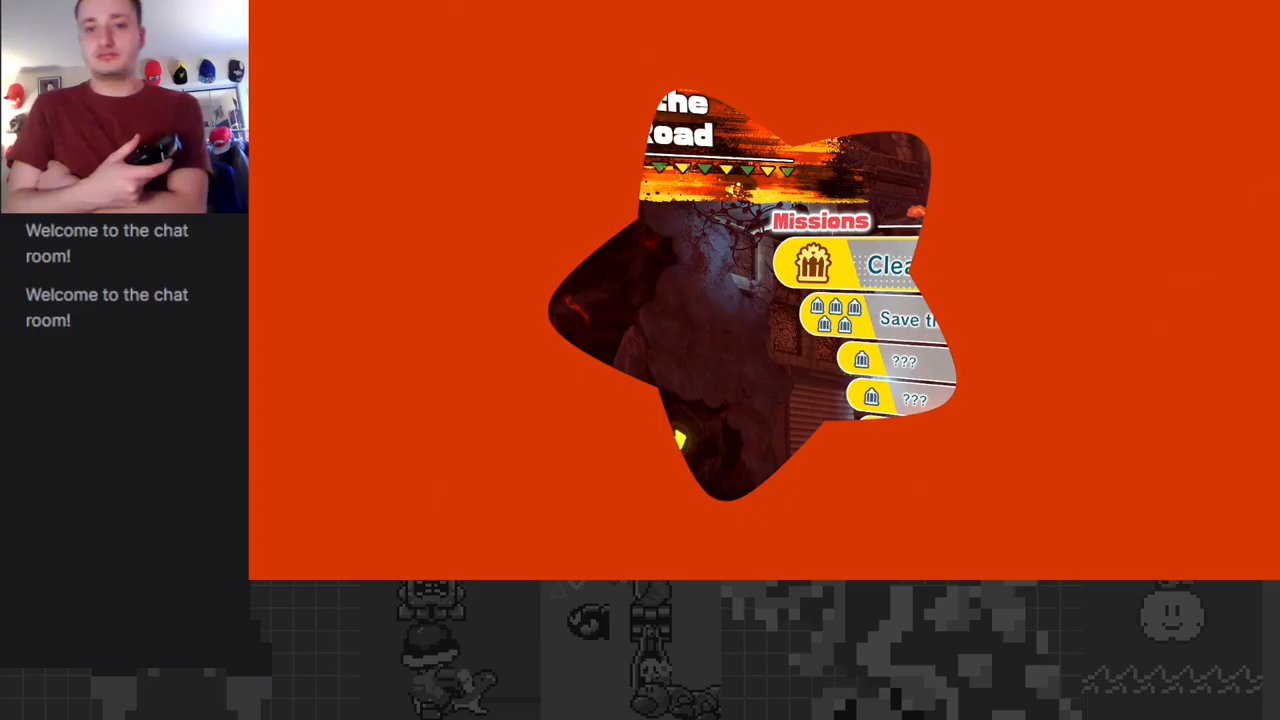 Welcome to the chat
room!
Welcome to the chat
room!
the
Road
Missions
Clea
Save th
???
???